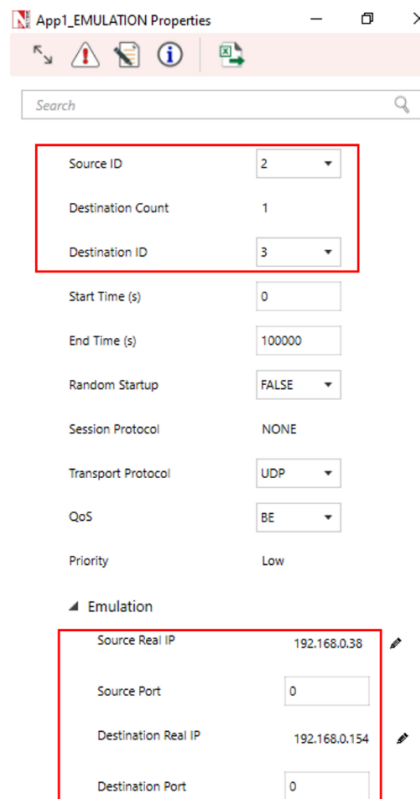 App1_EMULATION Properties
Search
Source ID 2
Destination Count 1
Destination ID 3
Start Time (s) 0
End Time (s) 100000
Random Startup FALSE
Session Protocol NONE
Transport Protocol UDP
QoS BE
Priority Low
Emulation
Source Real IP 192.168.0.38
Source Port 0
Destination Real IP 192.168.0.154
Destination Port 0